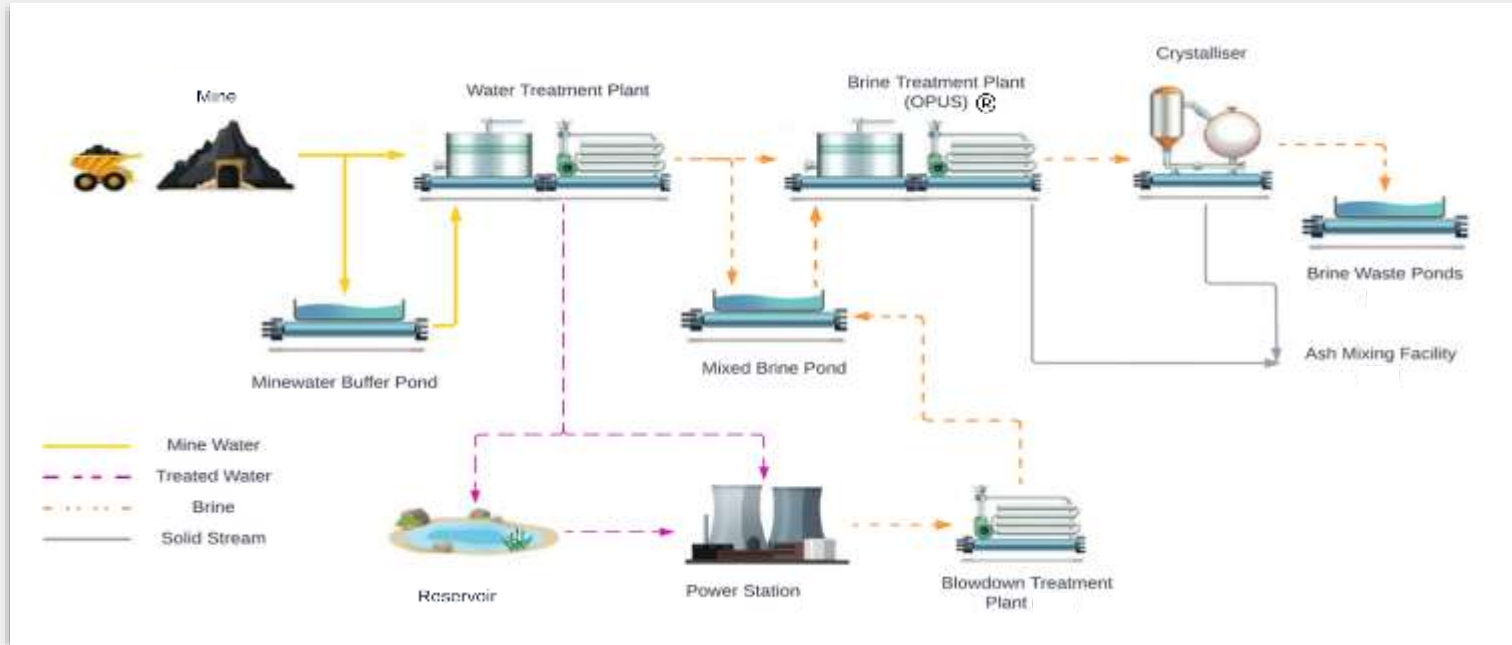 Crystalliser
Mine
Water Treatment Plant
Brine Treatment Plant
(OPUS) ®
Brine Waste Ponds
Minewater Buffer Pond
Mixed Brine Pond
Ash Mixing Facility
Mine Water
Treated Water
Brine
Solid Stream
Reservoir
Power Station
Blowdown Treatment
Plant